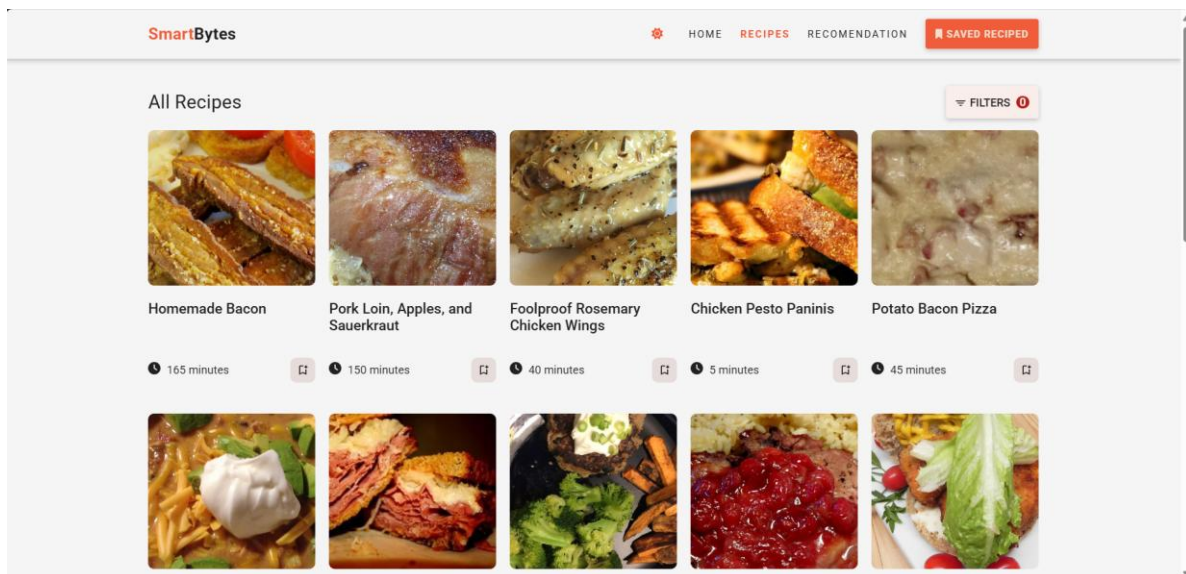 SmartBytes
HOME RECIPES RECOMENDATION SAVED RECIPED
All Recipes
FILTERS 0
Homemade Bacon
Pork Loin, Apples, and
Sauerkraut
Foolproof Rosemary
Chicken Wings
Chicken Pesto Paninis
Potato Bacon Pizza
165 minutes
150 minutes
40 minutes
5 minutes
45 minutes